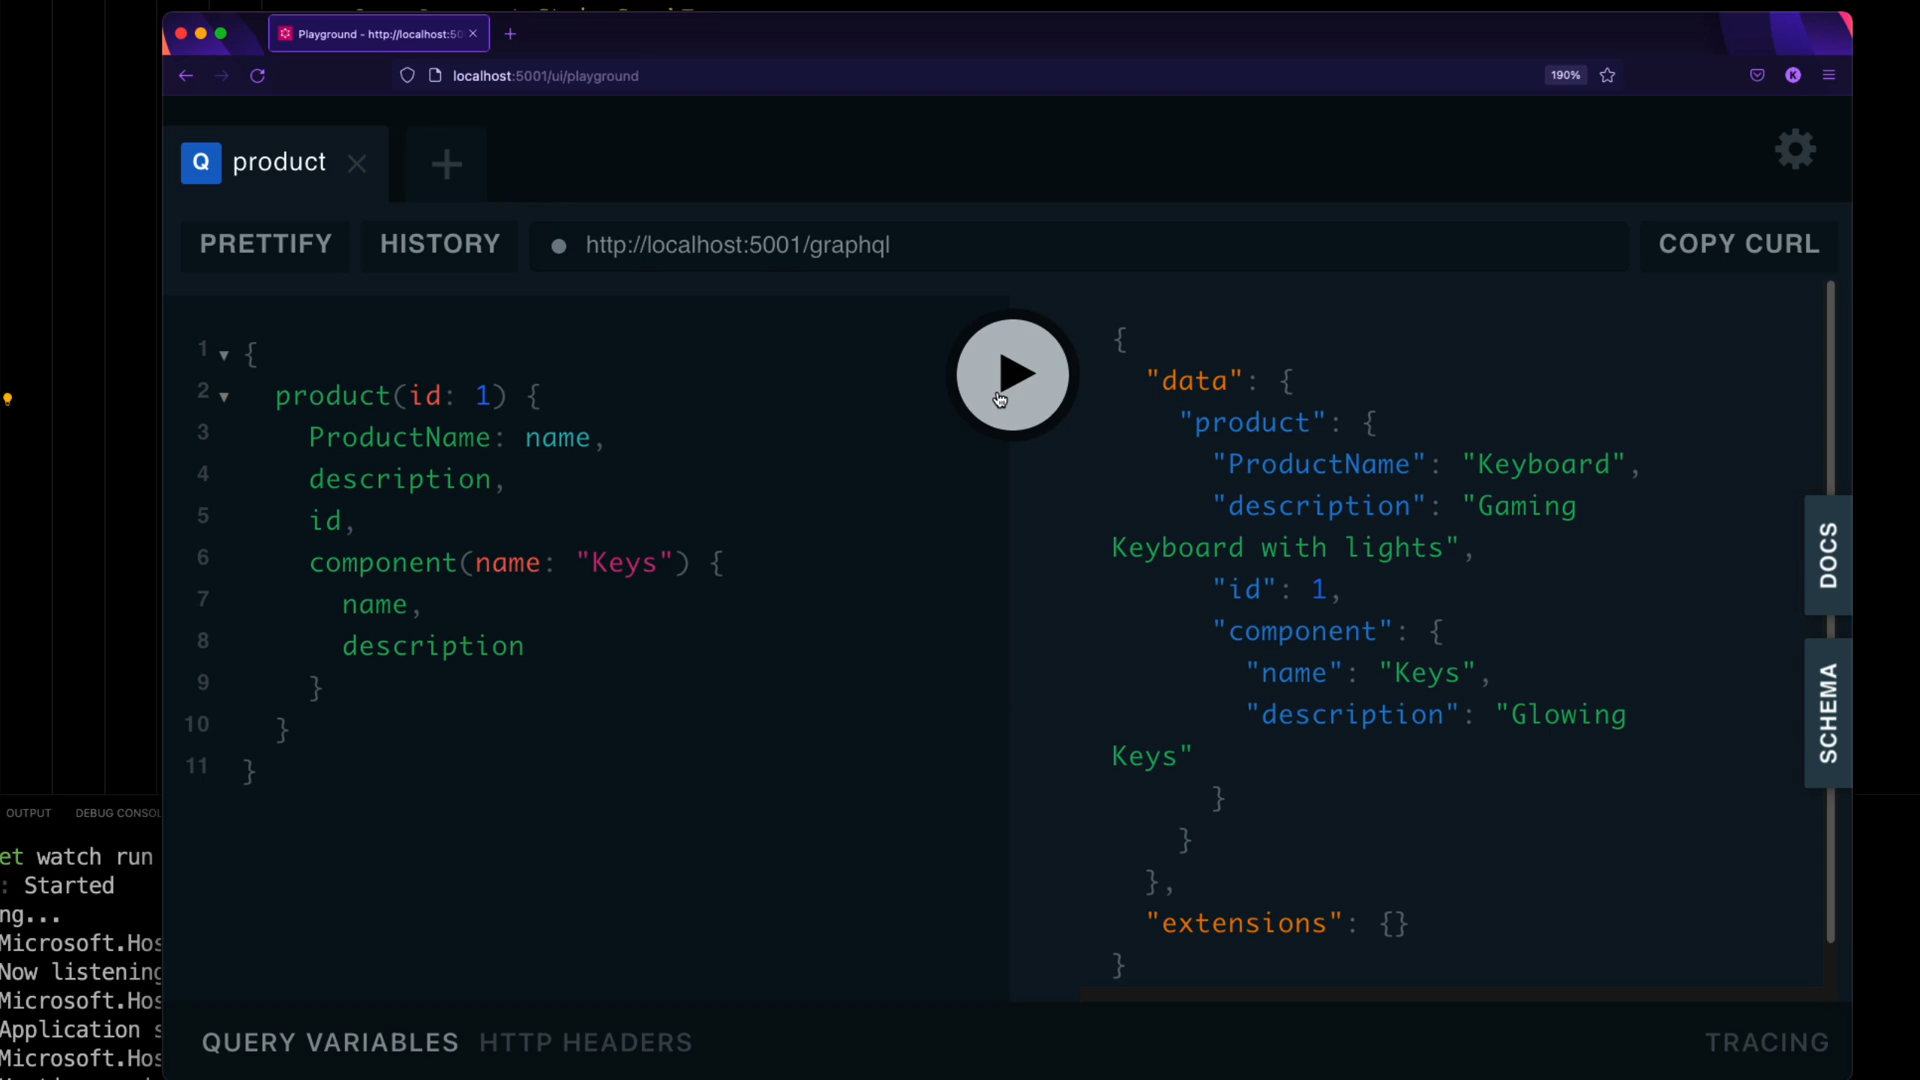 Playground - http://localhost:50
localhost:5001/ui/playground
190%
K
Q product
PRETTIFY
HISTORY
http://localhost:5001/graphql
COPY CURL
1 {
2 product(id: 1) {
3 ProductName: name,
4 description,
5 id,
6 component(name: "Keys") {
7 name,
8 description
9 }
10 }
11 }
{
"data": {
"product": {
"ProductName": "Keyboard",
"description": "Gaming
Keyboard with lights",
"id": 1,
"component": {
"name": "Keys",
"description": "Glowing
Keys"
}
}
},
"extensions": {}
}
DOCS
SCHEMA
OUTPUT
DEBUG CONSOL
et watch run
: Started
ng...
Microsoft.Hos
Now listening
Microsoft.Hos
Application s
Microsoft.Hos
QUERY VARIABLES
HTTP HEADERS
TRACING